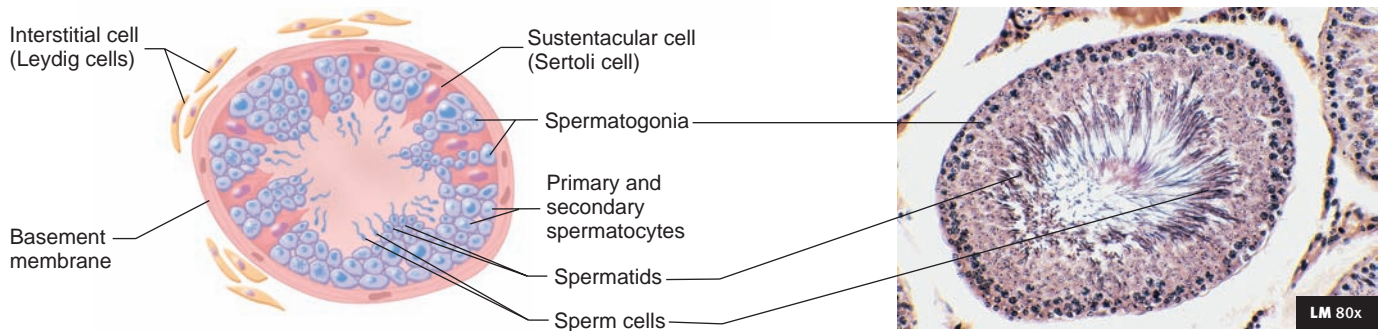 Interstitial cell
(Leydig cells)
Basement
membrane
Sustentacular cell
(Sertoli cell)
Spermatogonia
Primary and
secondary
spermatocytes
Spermatids
Sperm cells
LM 80x